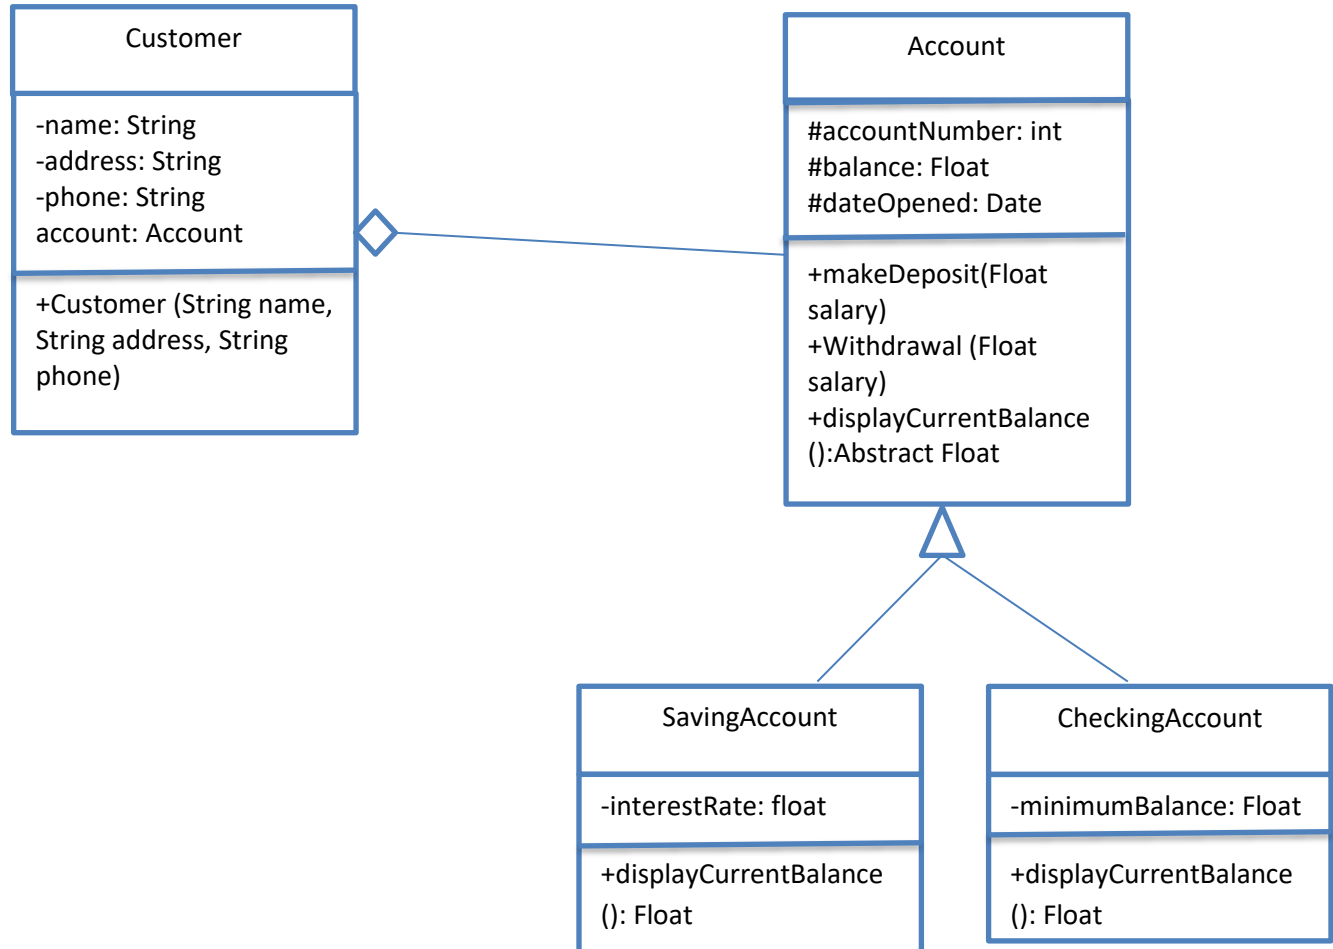 Customer
-name: String
-address: String
-phone: String
account: Account
+Customer (String name,
String address, String
phone)
Account
#accountNumber: int
#balance: Float
#dateOpened: Date
+makeDeposit(Float
salary)
+Withdrawal (Float
salary)
+displayCurrentBalance
():Abstract Float
SavingAccount
-interestRate: float
+displayCurrentBalance
(): Float
CheckingAccount
-minimumBalance: Float
+displayCurrentBalance
(): Float